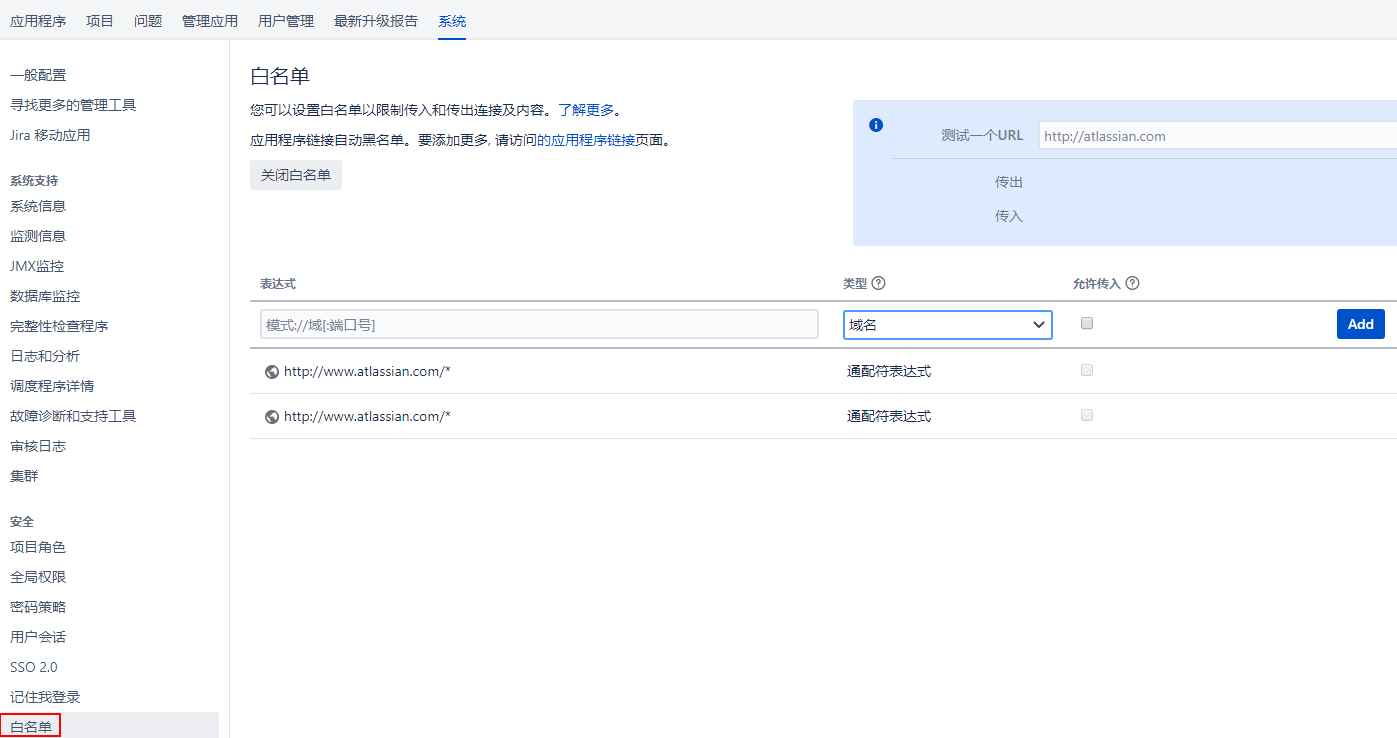 应用程序 项目 问题 管理应用 用户管理 最新升级报告 系统
一般配置
寻找更多的管理工具
Jira 移动应用
系统支持
系统信息
监测信息
JMX监控
数据库监控
完整性检查程序
日志和分析
调度程序详情
故障诊断和支持工具
审核日志
集群
安全
项目角色
全局权限
密码策略
用户会话
SSO 2.0
记住我登录
白名单
白名单
您可以设置白名单以限制传入和传出连接及内容。了解更多。
应用程序链接自动黑名单。要添加更多, 请访问的应用程序链接页面。
关闭白名单
测试一个URL http://atlassian.com
传出
传入
表达式 类型 允许传入
模式://域[:端口号] 域名 Add
http://www.atlassian.com/* 通配符表达式
http://www.atlassian.com/* 通配符表达式